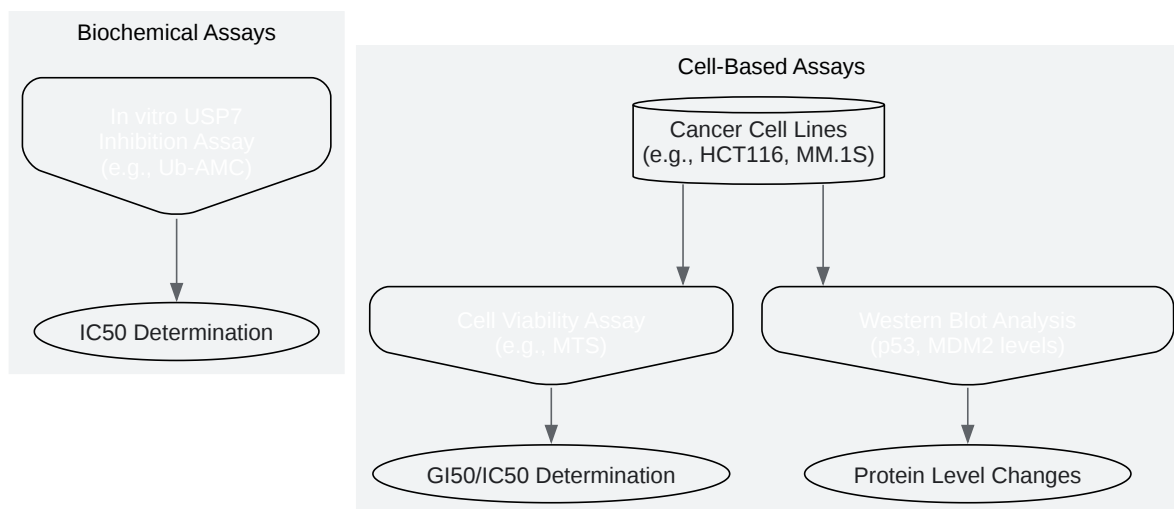 Biochemical Assays
In vitro USP7
Inhibition Assay
(e.g., Ub-AMC)
IC50 Determination
Cell-Based Assays
Cancer Cell Lines
(e.g., HCT116, MM.1S)
Cell Viability Assay
(e.g., MTS)
Western Blot Analysis
(p53, MDM2 levels)
GI50/IC50 Determination
Protein Level Changes